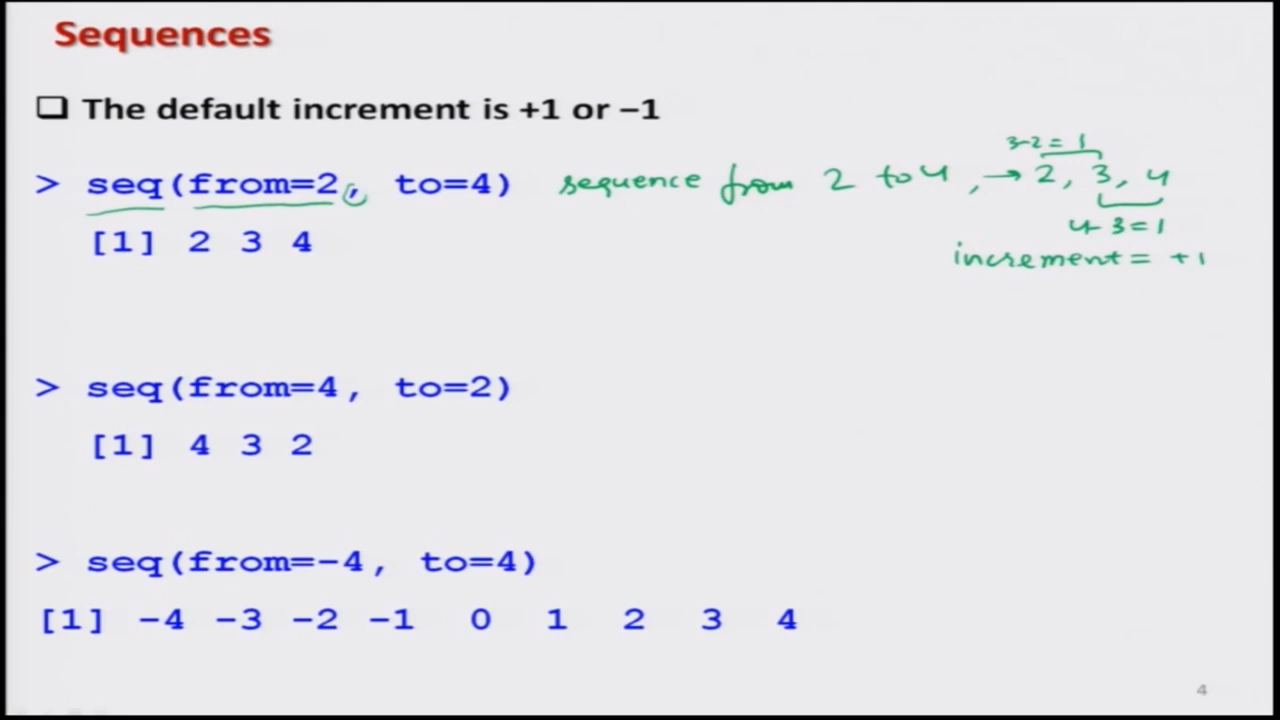 Sequences
❑ The default increment is +1 or –1
3-2 = 1
> seq(from=2, to=4) sequence from 2 to 4, → 2, 3, 4
4-3=1
[1] 2 3 4
increment = +1
> seq(from=4, to=2)
[1] 4 3 2
> seq(from=-4, to=4)
[1] -4 -3 -2 -1 0 1 2 3 4
4